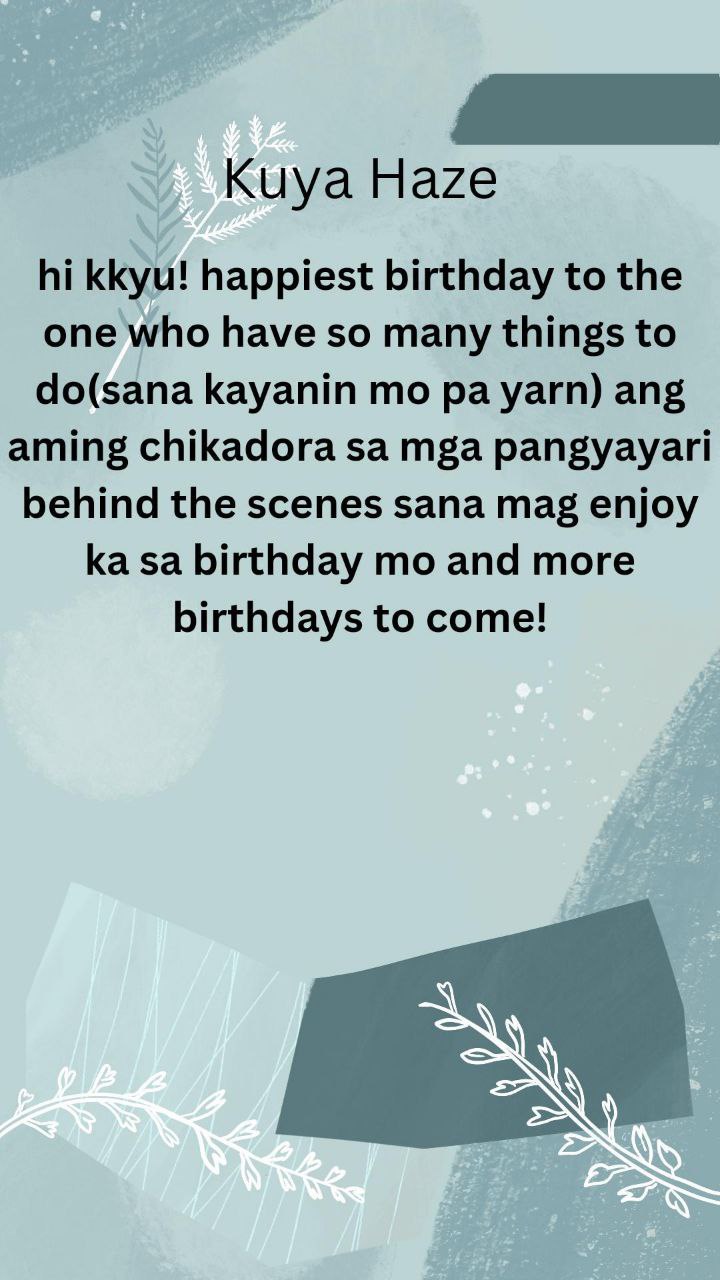 Kuya Haze
hi kkyu! happiest birthday to the
one who have so many things to
do(sana kayanin mo pa yarn) ang
aming chikadora sa mga pangyayari
behind the scenes sana mag enjoy
ka sa birthday mo and more
birthdays to come!